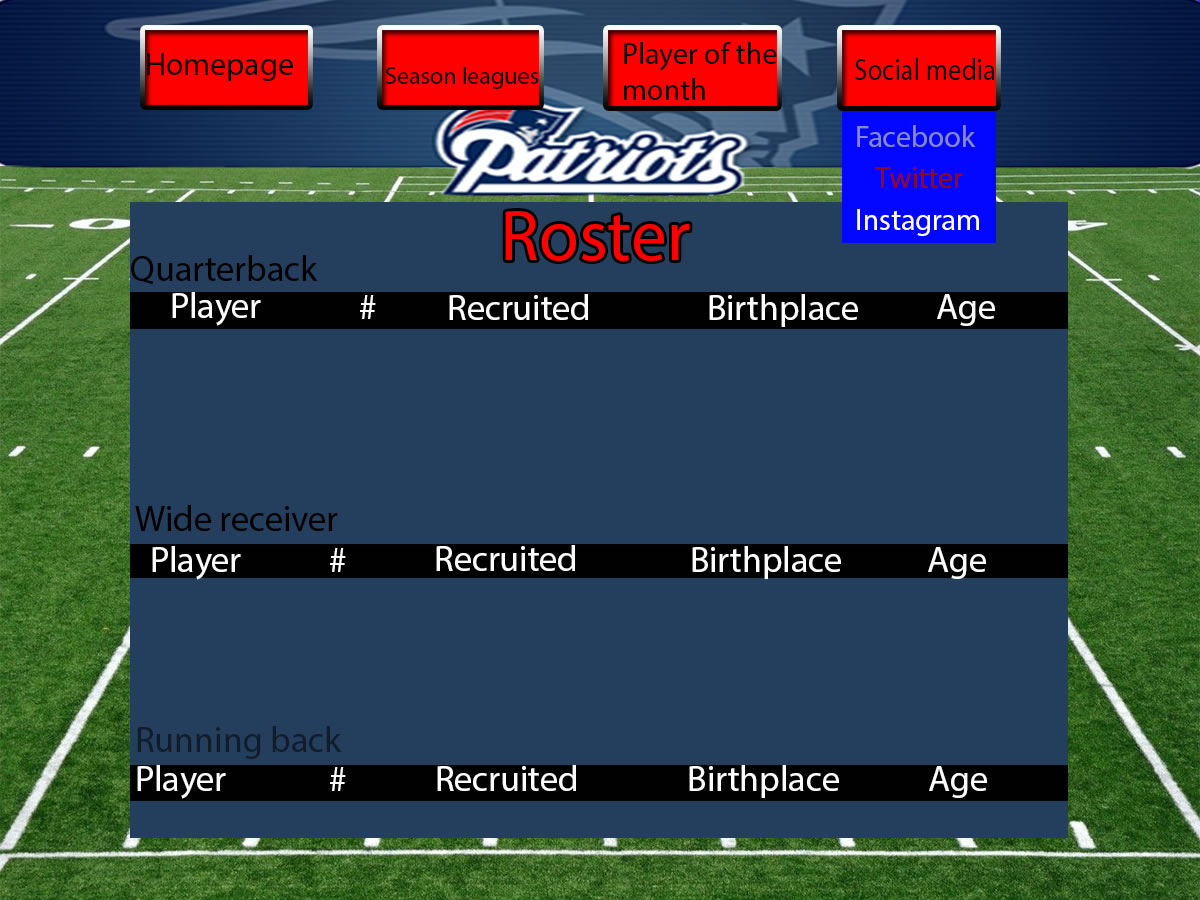 Homepage
Season leagues
Player of the
month
Social media
Facebook
Twitter
Instagram
Patriots
Roster
Quarterback
Player # Recruited Birthplace Age
Wide receiver
Player # Recruited Birthplace Age
Running back
Player # Recruited Birthplace Age